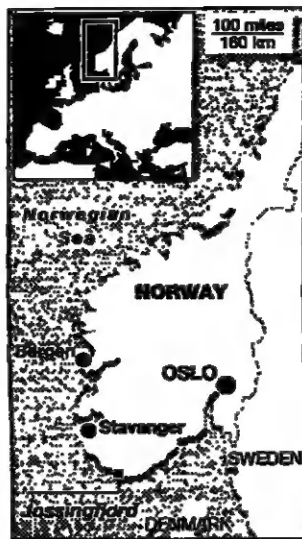 100 miles
160 km
Norwegian
Sea
NORWAY
Bergen
OSLO
Stavanger
SWEDEN
Jossingfjord
DENMARK